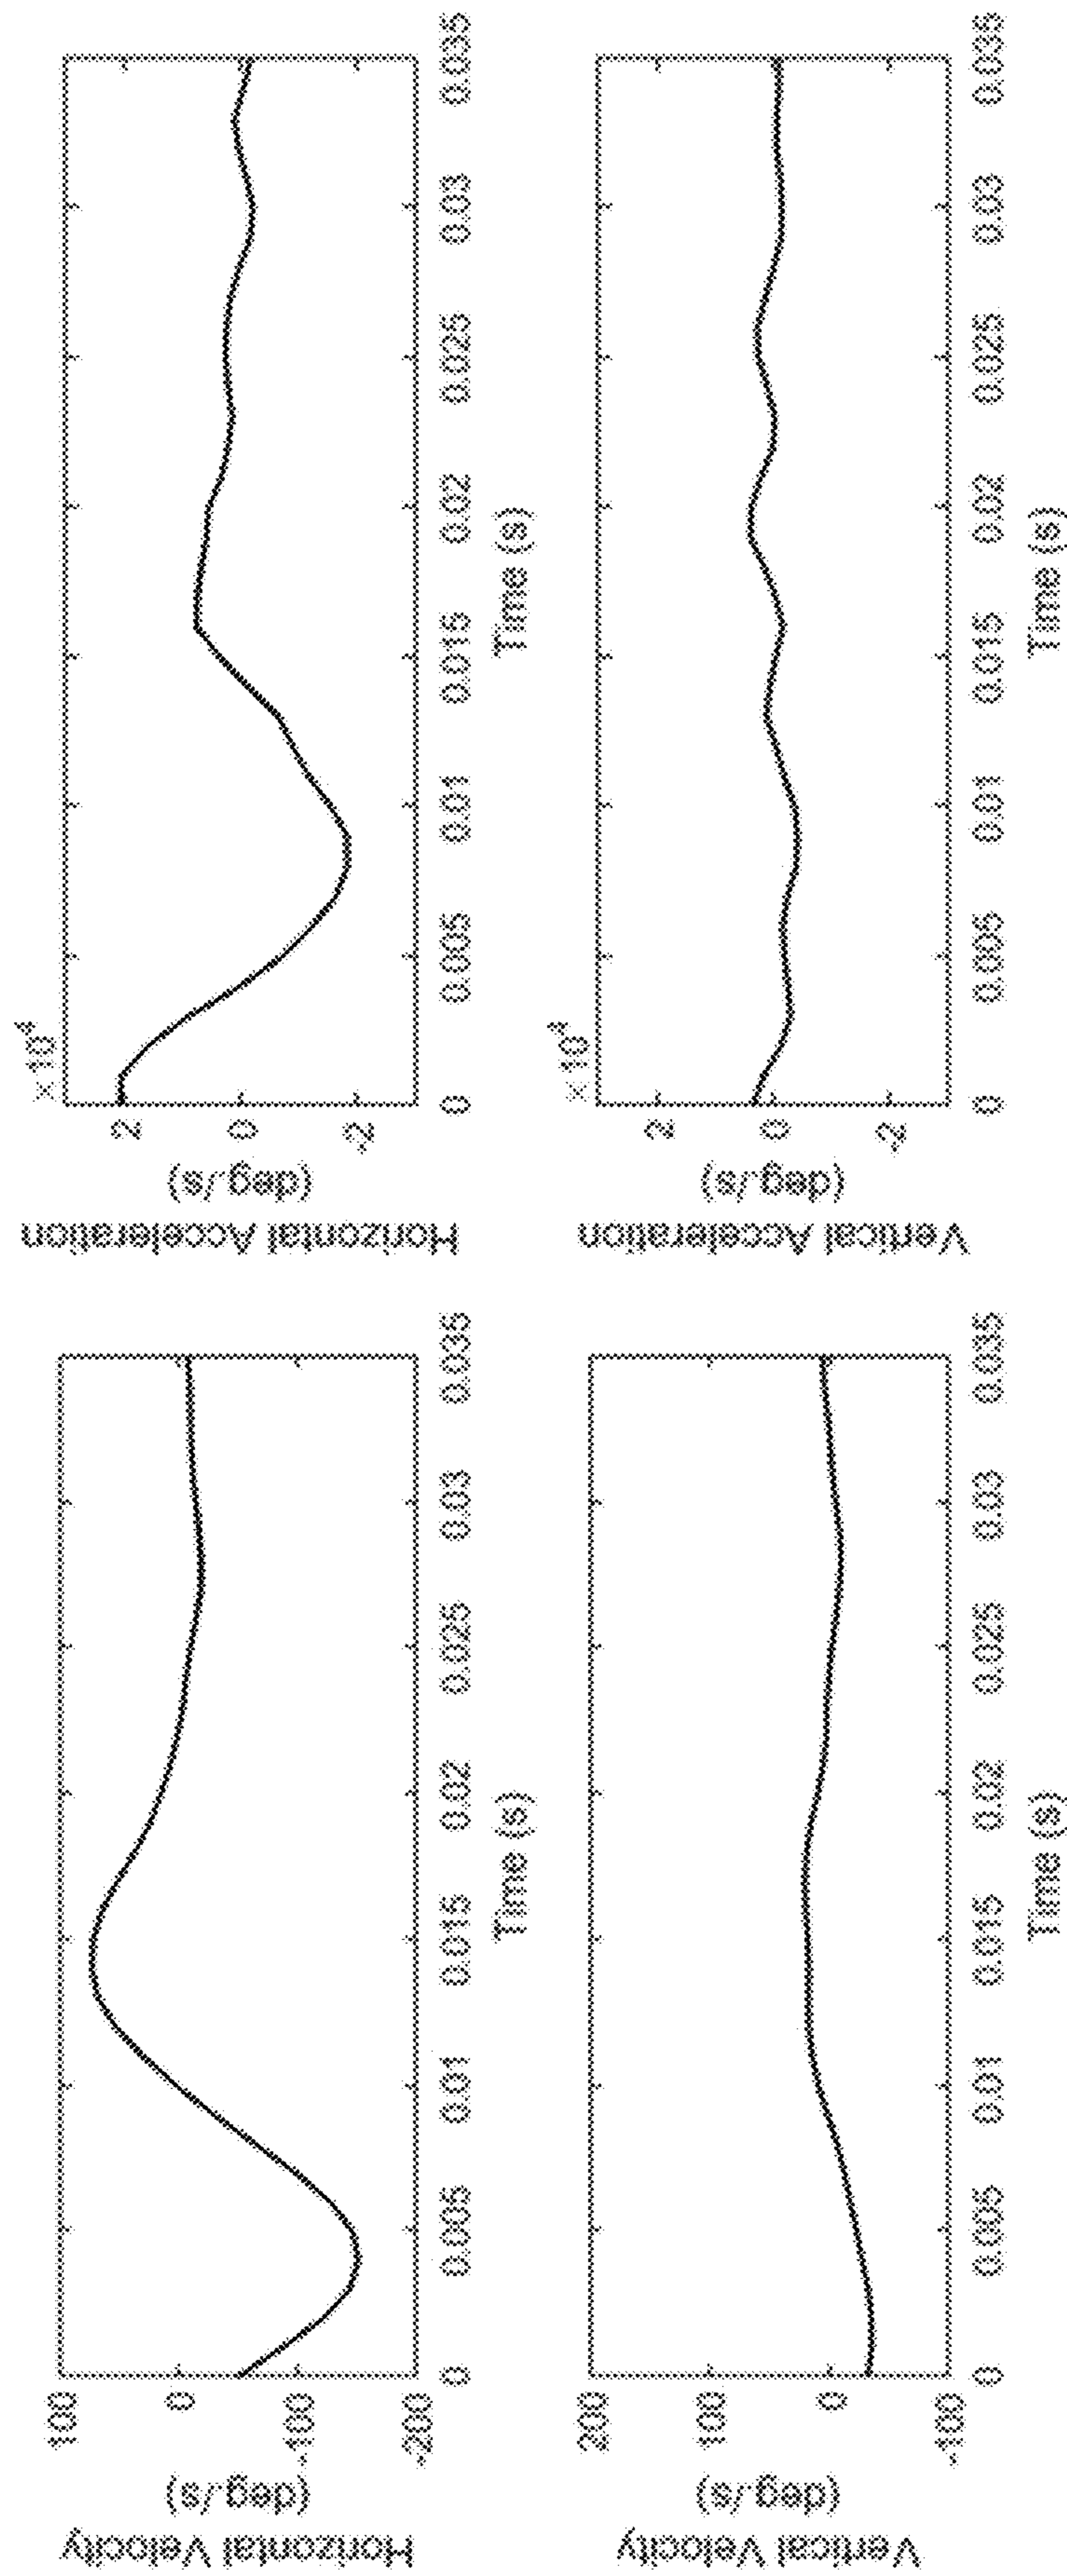 Horizontal Velocity
(deg./s)
100
0
-100
-200
0 0.005 0.01 0.015 0.02 0.025 0.03 0.035
Time (s)
Horizontal Acceleration
(deg./s)
× 10^4
2
0
-2
0 0.005 0.01 0.015 0.02 0.025 0.03 0.035
Time (s)
Vertical Velocity
(deg./s)
200
100
0
-100
0 0.005 0.01 0.015 0.02 0.025 0.03 0.035
Time (s)
Vertical Acceleration
(deg./s)
× 10^4
2
0
-2
0 0.005 0.01 0.015 0.02 0.025 0.03 0.035
Time (s)